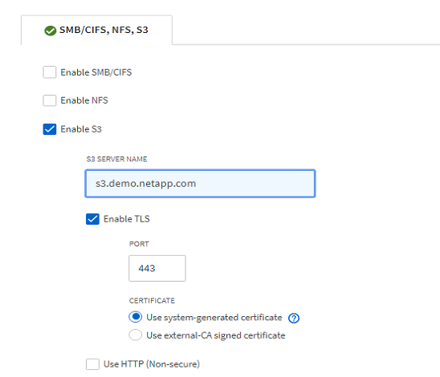 SMB/CIFS, NFS, S3
Enable SMB/CIFS
Enable NFS
Enable S3
S3 SERVER NAME
s3.demo.netapp.com
Enable TLS
PORT
443
CERTIFICATE
Use system-generated certificate ?
Use external-CA signed certificate
Use HTTP (Non-secure)